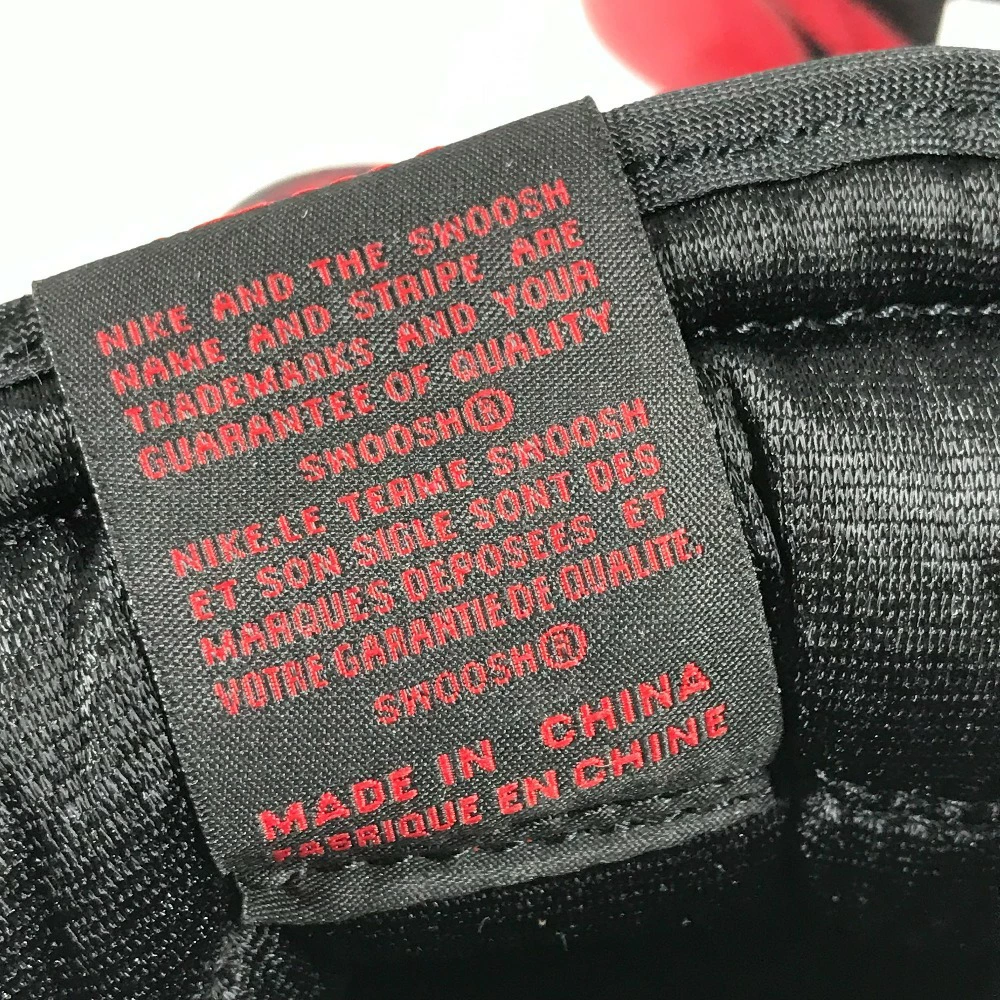 NIKE AND THE SWOOSH
NAME AND STRIPE ARE
TRADEMARKS AND YOUR
GUARANTEE OF QUALITY
SWOOSH®
NIKE.LE TERME SWOOSH
ET SON SIGLE SONT DES
MARQUES DEPOSEES ET
VOTRE GARANTIE DE QUALITE,
SWOOSH®
MADE IN CHINA
FABRIQUE EN CHINE